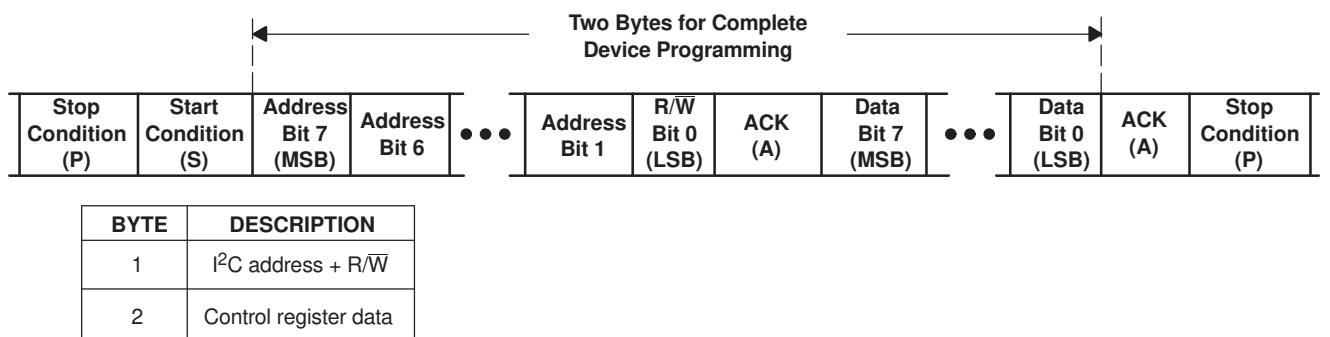 Two Bytes for Complete
Device Programming
Stop Condition (P) Start Condition (S) Address Bit 7 (MSB) Address Bit 6 ••• Address Bit 1 R/W̅ Bit 0 (LSB) ACK (A) Data Bit 7 (MSB) ••• Data Bit 0 (LSB) ACK (A) Stop Condition (P)
BYTE DESCRIPTION
1 I²C address + R/W̅
2 Control register data